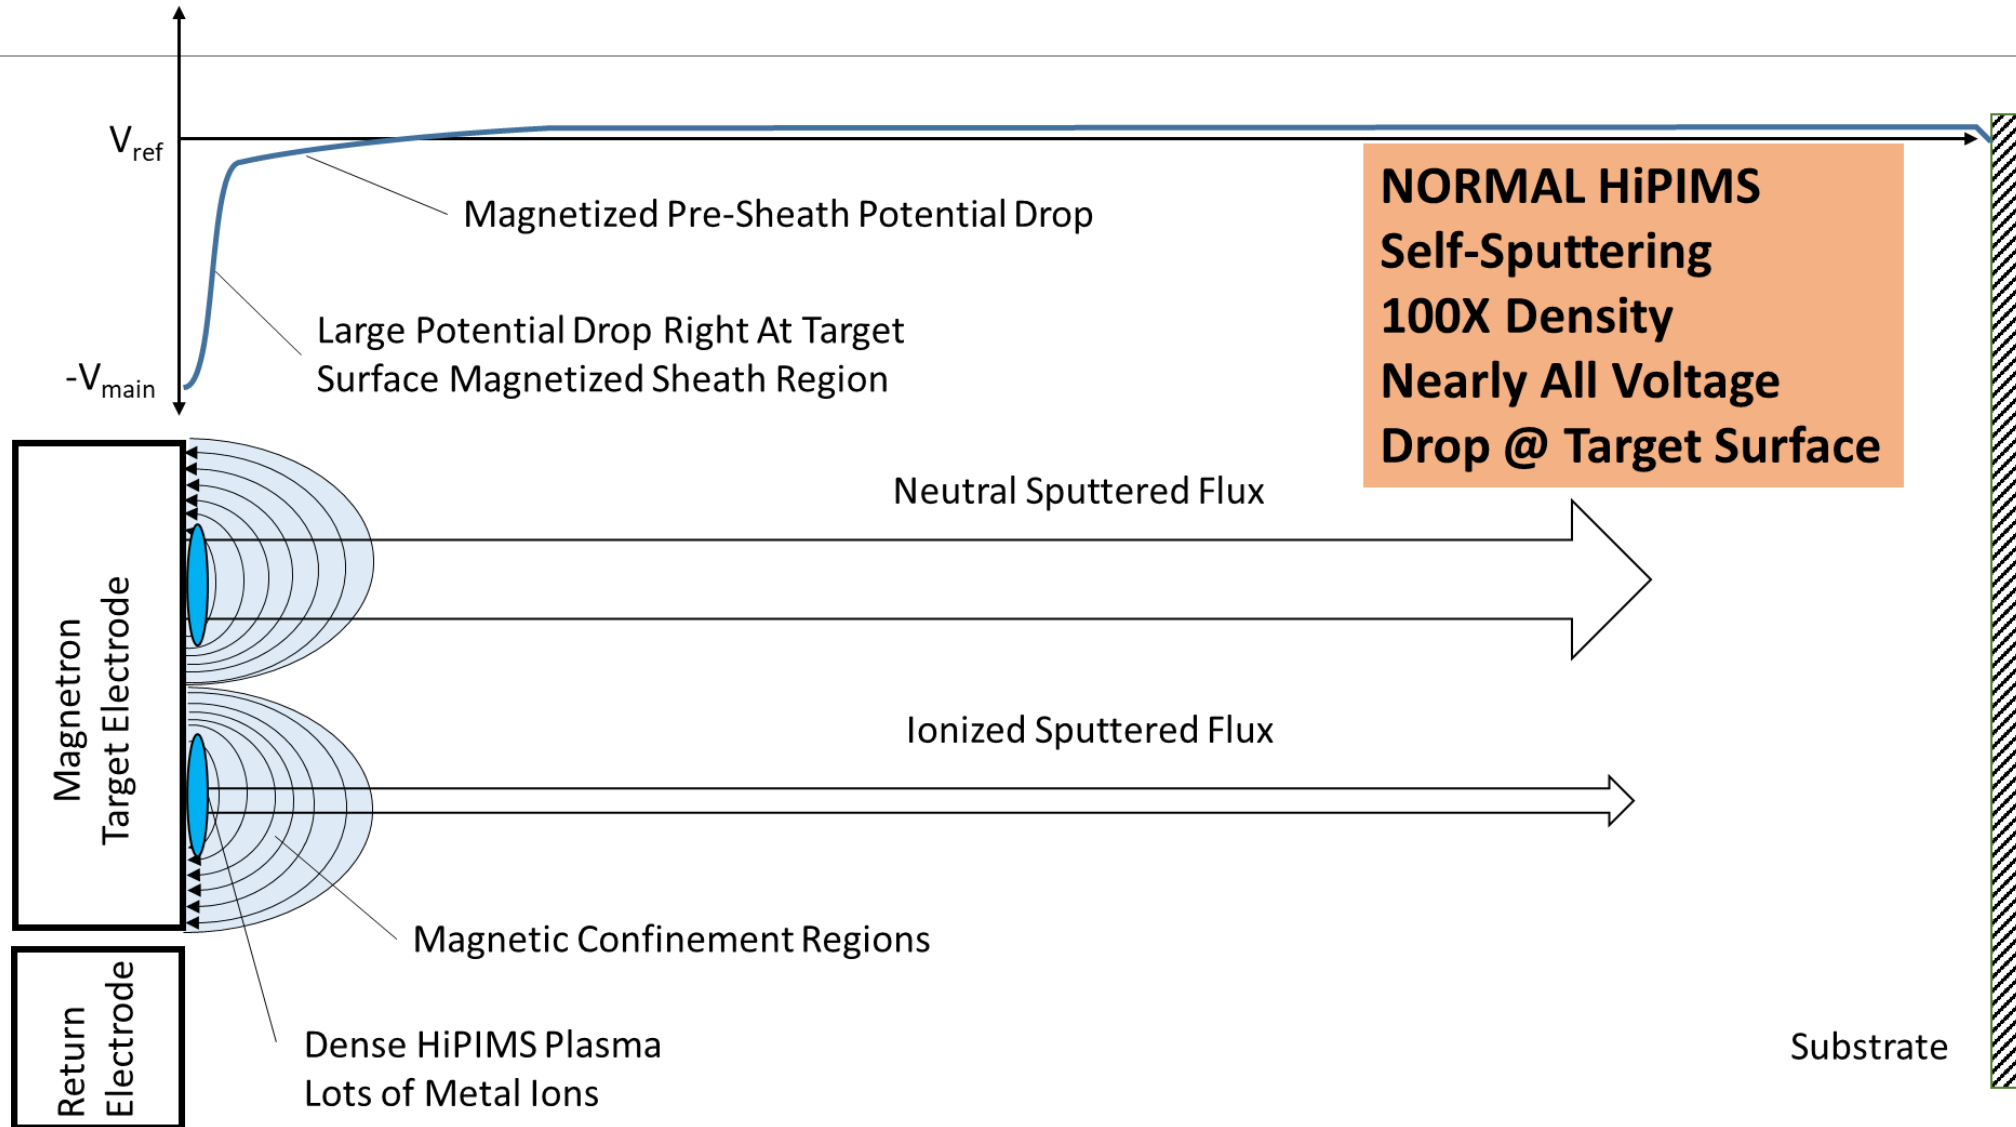 V_ref
Magnetized Pre-Sheath Potential Drop
Large Potential Drop Right At Target
Surface Magnetized Sheath Region
-V_main
NORMAL HiPIMS
Self-Sputtering
100X Density
Nearly All Voltage
Drop @ Target Surface
Neutral Sputtered Flux
Magnetron
Target Electrode
Ionized Sputtered Flux
Magnetic Confinement Regions
Return
Electrode
Dense HiPIMS Plasma
Lots of Metal Ions
Substrate